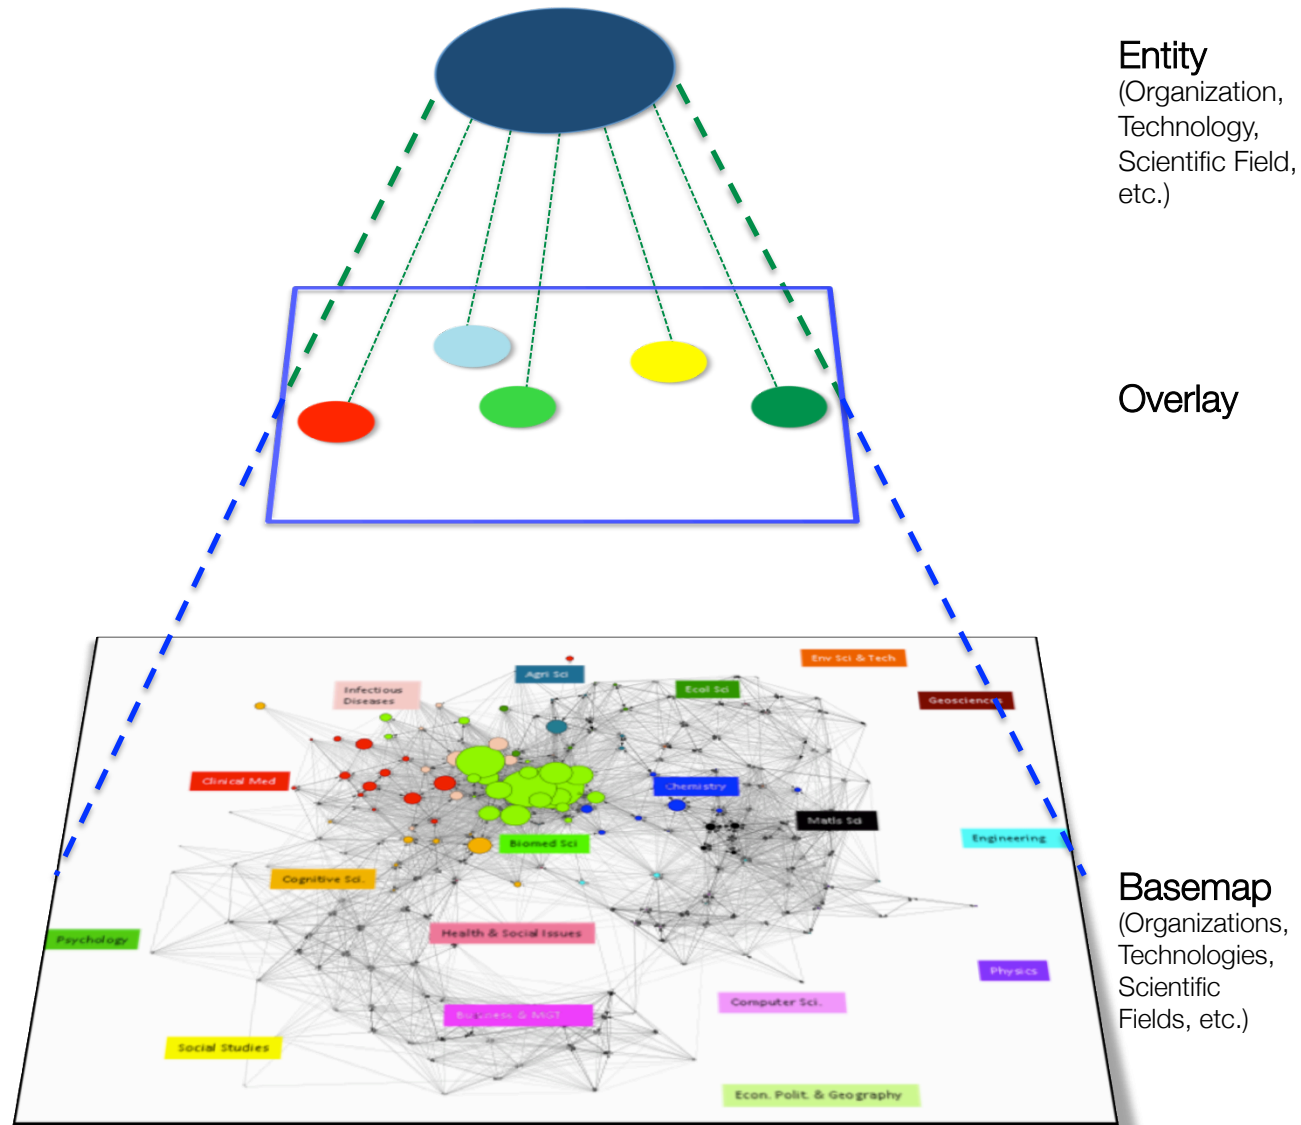 Entity
(Organization,
Technology,
Scientific Field,
etc.)
Overlay
Env Sci & Tech
Agri Sci
Ecol Sci
Infectious
Diseases
Geosciences
Clinical Med
Chemistry
Matls Sci
Engineering
Biomed Sci
Cognitive Sci.
Basemap
(Organizations,
Technologies,
Scientific
Fields, etc.)
Health & Social Issues
Psychology
Physics
Computer Sci.
Business & MGT
Social Studies
Econ. Polit. & Geography